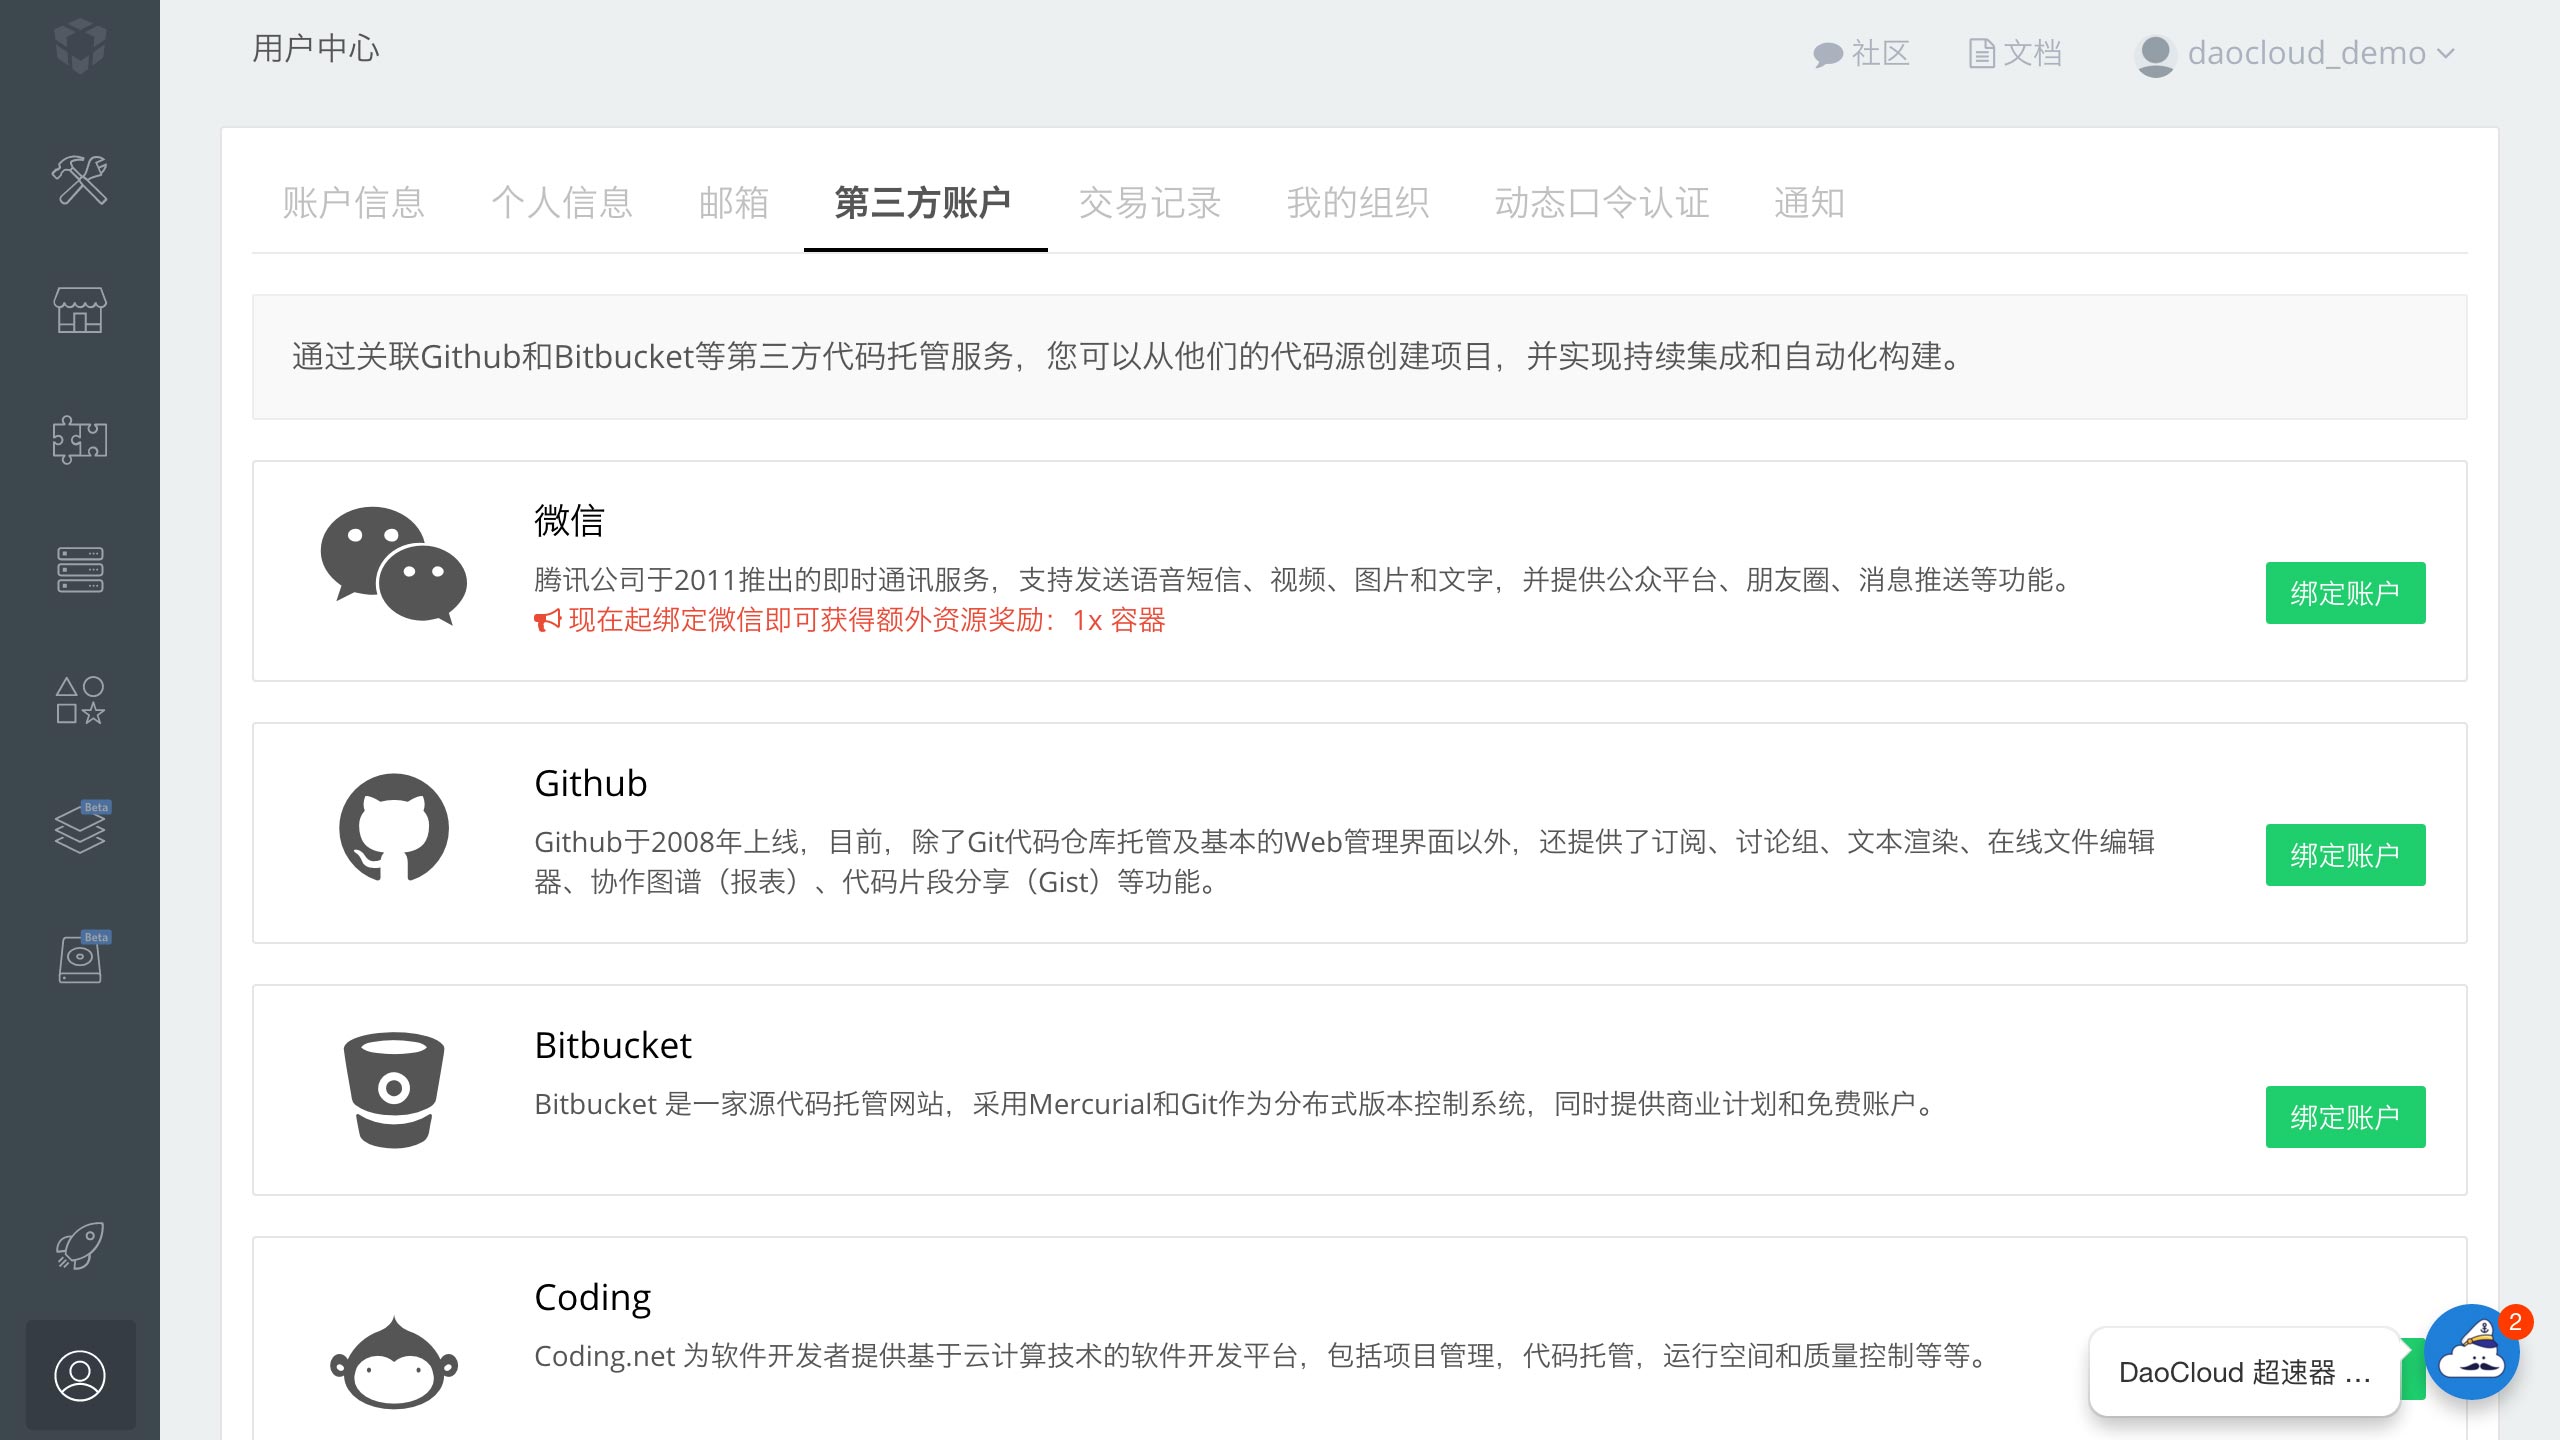 用户中心
社区
文档
daocloud_demo
账户信息
个人信息
邮箱
第三方账户
交易记录
我的组织
动态口令认证
通知
通过关联Github和Bitbucket等第三方代码托管服务，您可以从他们的代码源创建项目，并实现持续集成和自动化构建。
微信
腾讯公司于2011推出的即时通讯服务，支持发送语音短信、视频、图片和文字，并提供公众平台、朋友圈、消息推送等功能。
现在起绑定微信即可获得额外资源奖励：1x 容器
绑定账户
Github
Github于2008年上线，目前，除了Git代码仓库托管及基本的Web管理界面以外，还提供了订阅、讨论组、文本渲染、在线文件编辑
器、协作图谱（报表）、代码片段分享（Gist）等功能。
绑定账户
Beta
Beta
Bitbucket
Bitbucket 是一家源代码托管网站，采用Mercurial和Git作为分布式版本控制系统，同时提供商业计划和免费账户。
绑定账户
Coding
Coding.net 为软件开发者提供基于云计算技术的软件开发平台，包括项目管理，代码托管，运行空间和质量控制等等。
DaoCloud 超速器 ...
2